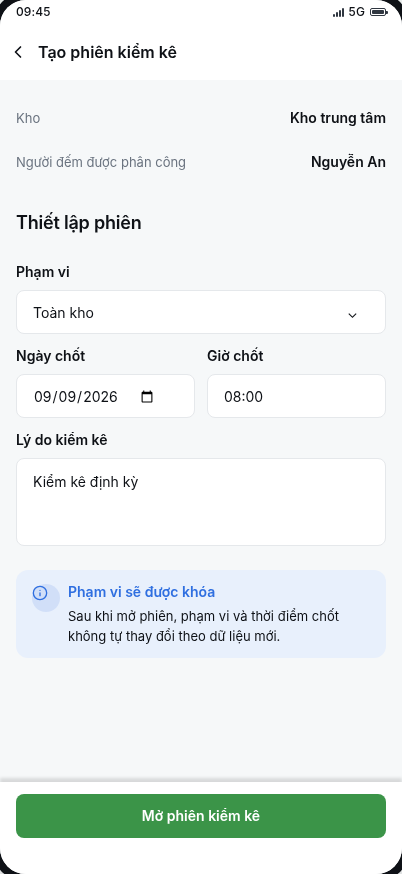 09:45
5G
Tạo phiên kiểm kê
Kho
Kho trung tâm
Người đếm được phân công
Nguyễn An
Thiết lập phiên
Phạm vi
Toàn kho
Ngày chốt
Giờ chốt
09/09/2026
08:00
Lý do kiểm kê
Kiểm kê định kỳ
Phạm vi sẽ được khóa
Sau khi mở phiên, phạm vi và thời điểm chốt
không tự thay đổi theo dữ liệu mới.
Mở phiên kiểm kê